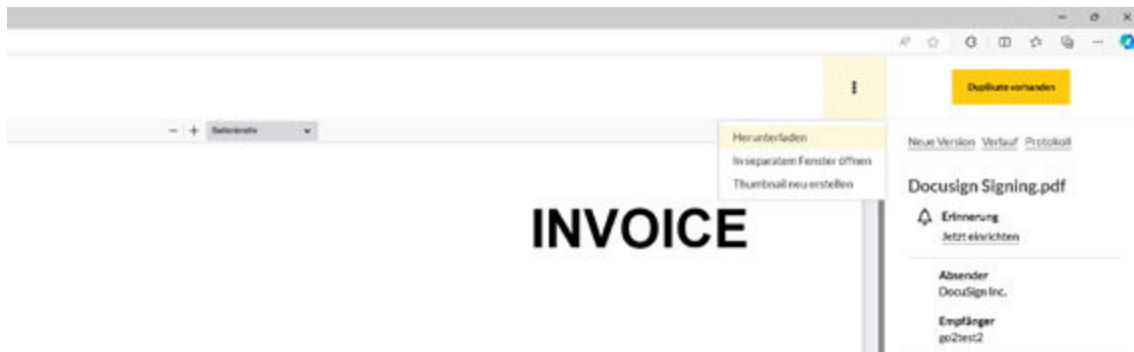 Duplikate vorhanden
Seitenbreite
Herunterladen
In separatem Fenster öffnen
Thumbnail neu erstellen
Neue Version Verlauf Protokoll
Docusign Signing.pdf
INVOICE
Erinnerung
Jetzt einrichten
Absender
DocuSign Inc.
Empfänger
go2test2